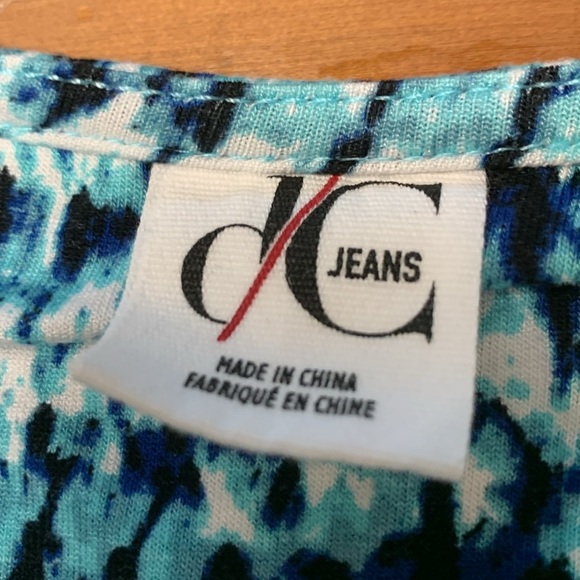 d/C JEANS
MADE IN CHINA
FABRIQUÉ EN CHINE